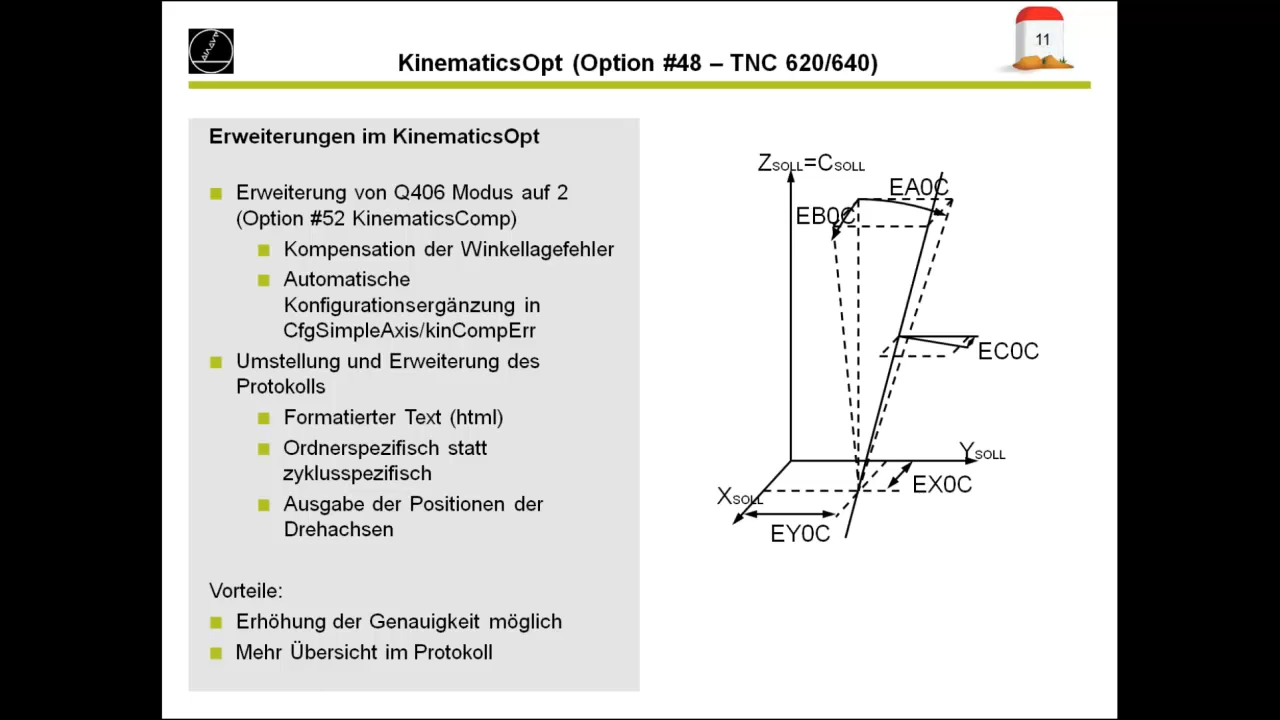 11
KinematicsOpt (Option #48 – TNC 620/640)
Erweiterungen im KinematicsOpt
Erweiterung von Q406 Modus auf 2
(Option #52 KinematicsComp)
Kompensation der Winkellagefehler
Automatische
Konfigurationsergänzung in
CfgSimpleAxis/kinCompErr
Umstellung und Erweiterung des
Protokolls
Formatierter Text (html)
Ordnerspezifisch statt
zyklusspezifisch
Ausgabe der Positionen der
Drehachsen
Vorteile:
Erhöhung der Genauigkeit möglich
Mehr Übersicht im Protokoll
ZSOLL=CSOLL
EA0C
EB0C
EC0C
YSOLL
EX0C
XSOLL
EY0C